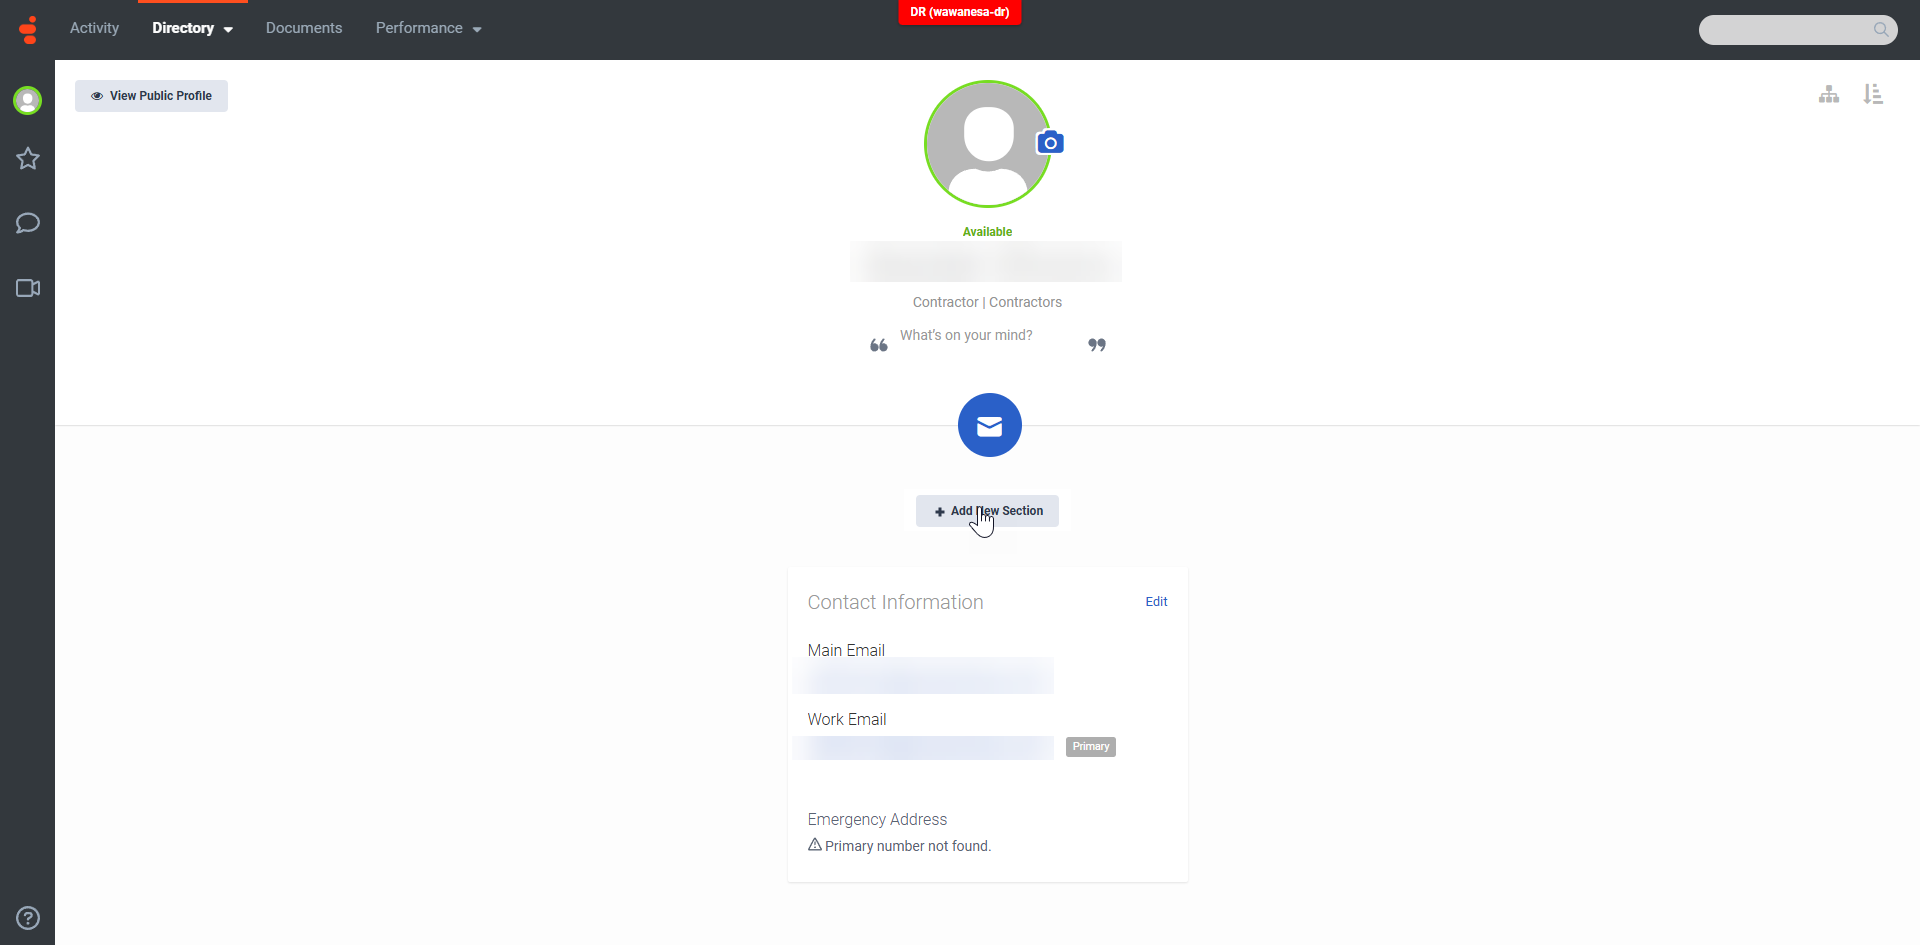 DR (wawanesa-dr)
Activity
Directory
Documents
Performance
View Public Profile
Available
Contractor | Contractors
“ What's on your mind? ”
Add New Section
Contact Information
Edit
Main Email
Work Email
Primary
Emergency Address
Primary number not found.